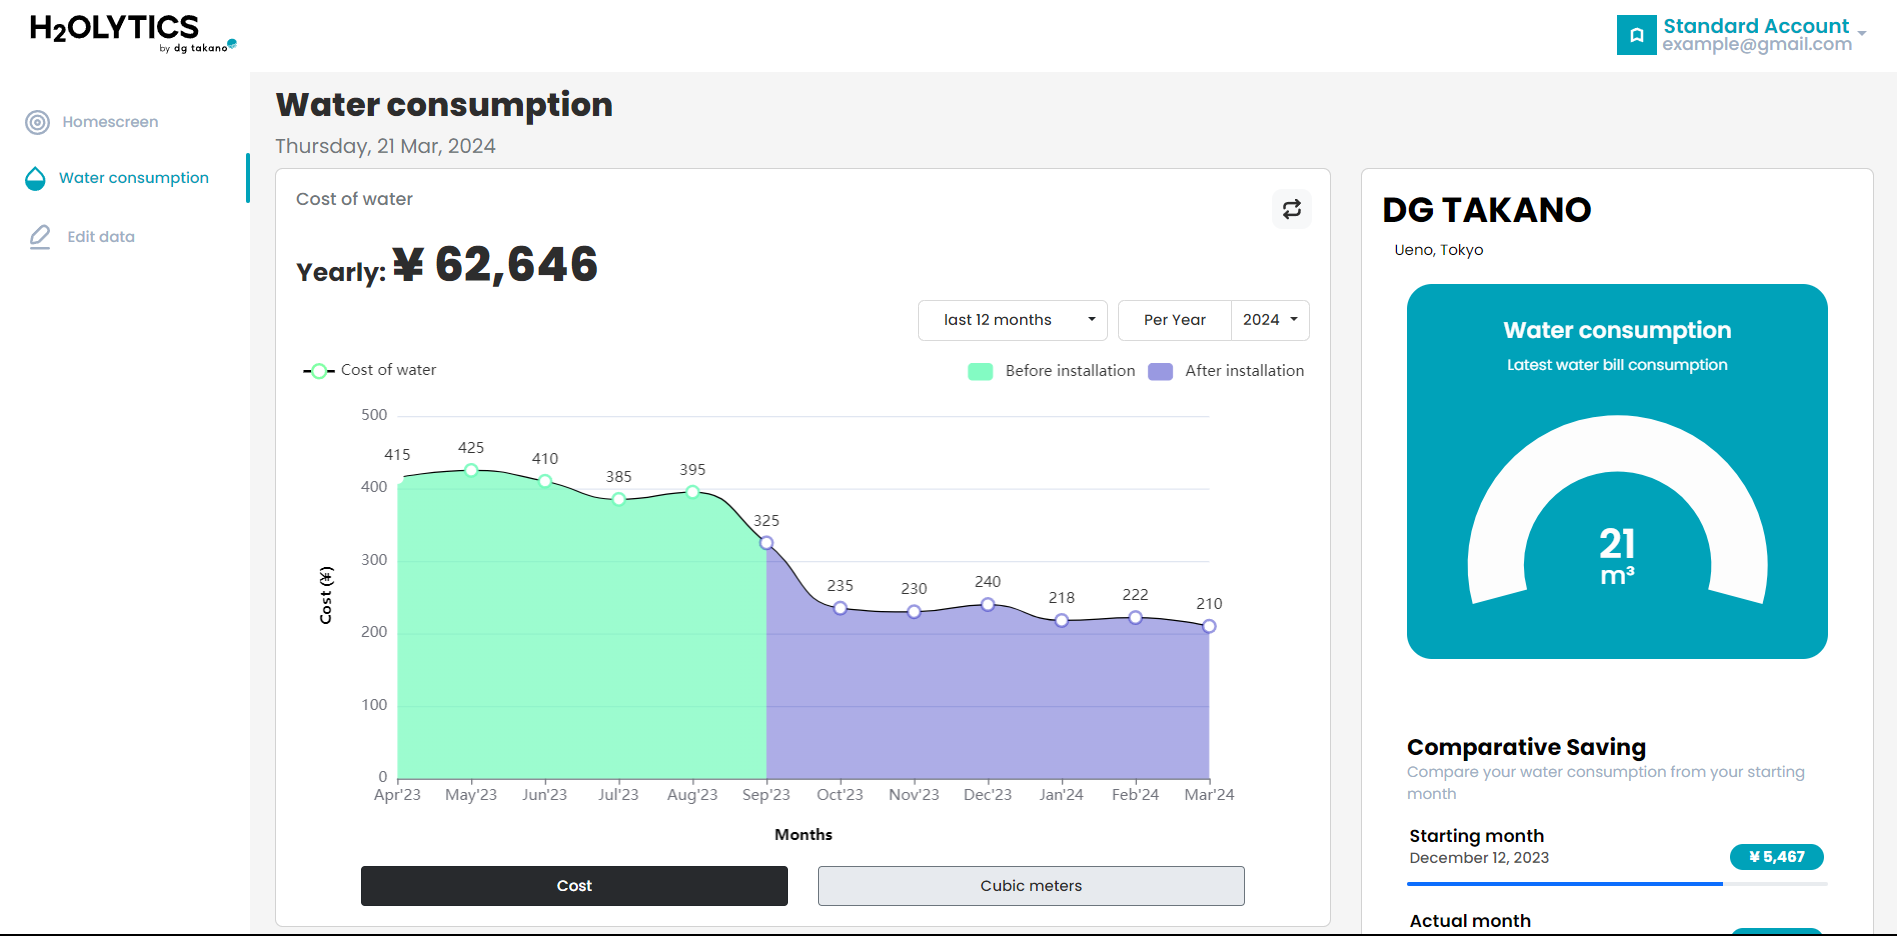 H2OLYTICS
by dg takano
Standard Account
example@gmail.com
Homescreen
Water consumption
Edit data
Water consumption
Thursday, 21 Mar, 2024
Cost of water
Yearly: ¥ 62,646
last 12 months
Per Year
2024
Cost of water
Before installation
After installation
500
400
300
200
100
0
Cost (¥)
415
425
410
385
395
325
235
230
240
218
222
210
Apr'23
May'23
Jun'23
Jul'23
Aug'23
Sep'23
Oct'23
Nov'23
Dec'23
Jan'24
Feb'24
Mar'24
Months
Cost
Cubic meters
DG TAKANO
Ueno, Tokyo
Water consumption
Latest water bill consumption
21
m³
Comparative Saving
Compare your water consumption from your starting
month
Starting month
December 12, 2023
¥ 5,467
Actual month